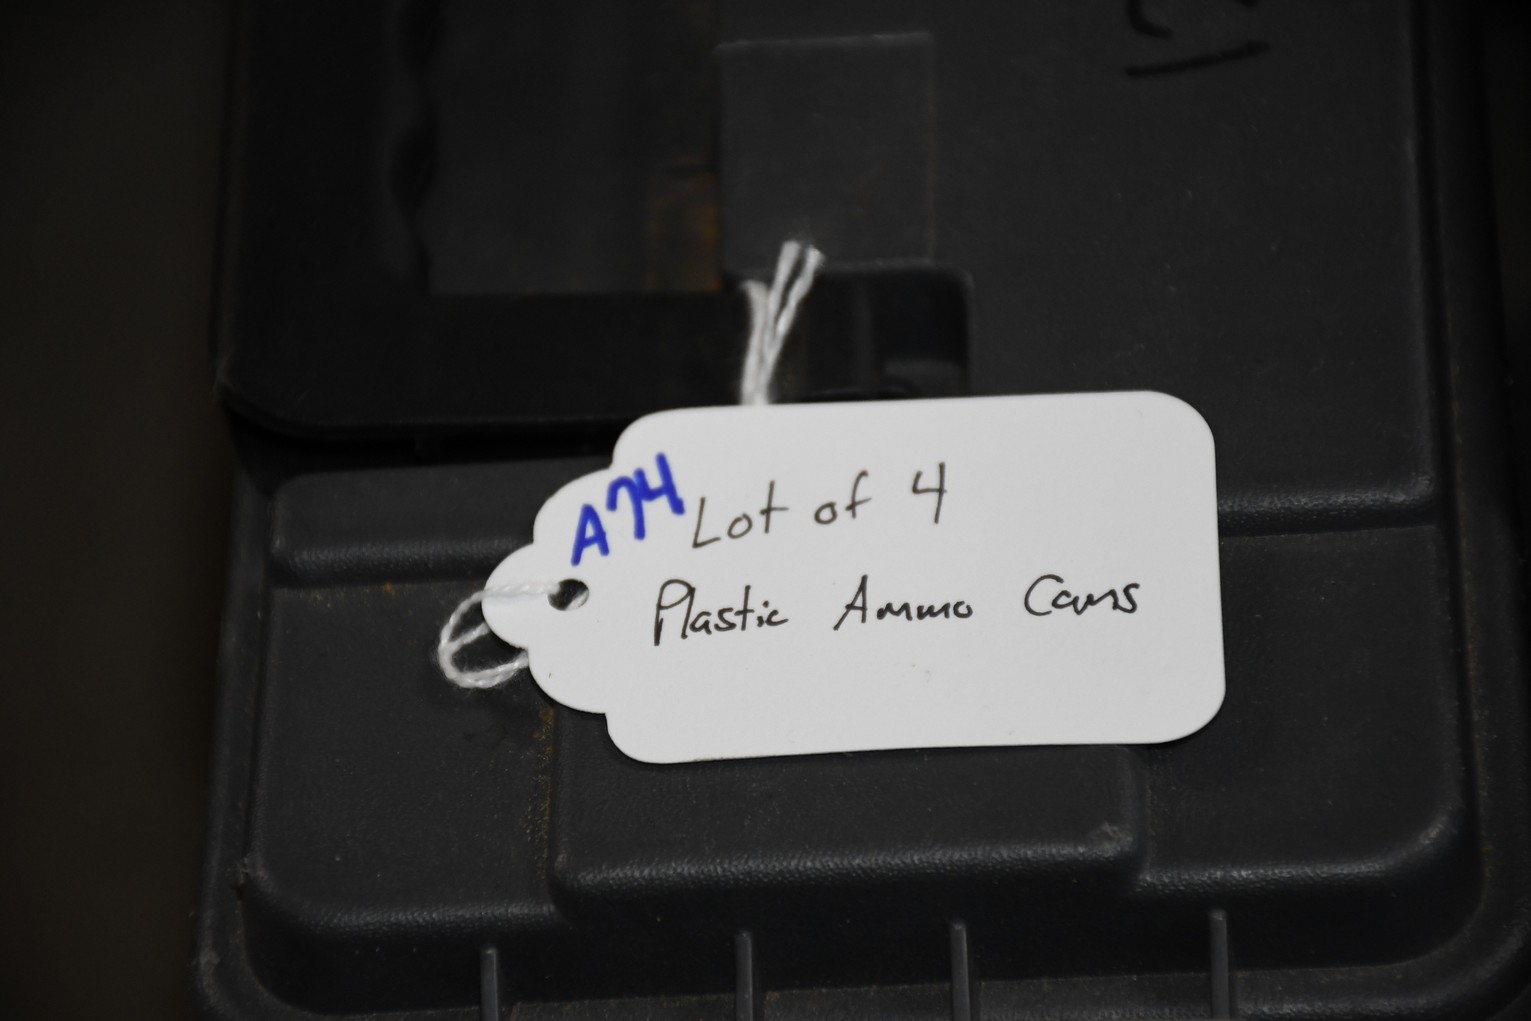 A74
Lot of 4
Plastic Ammo Cans